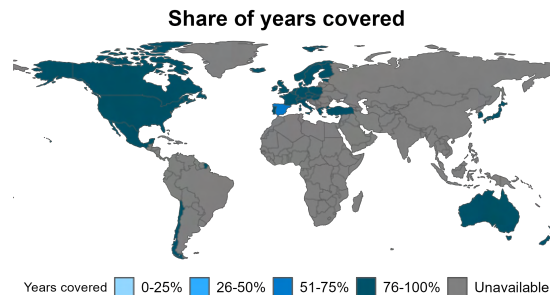 Share of years covered
Years covered 0-25% 26-50% 51-75% 76-100% Unavailable